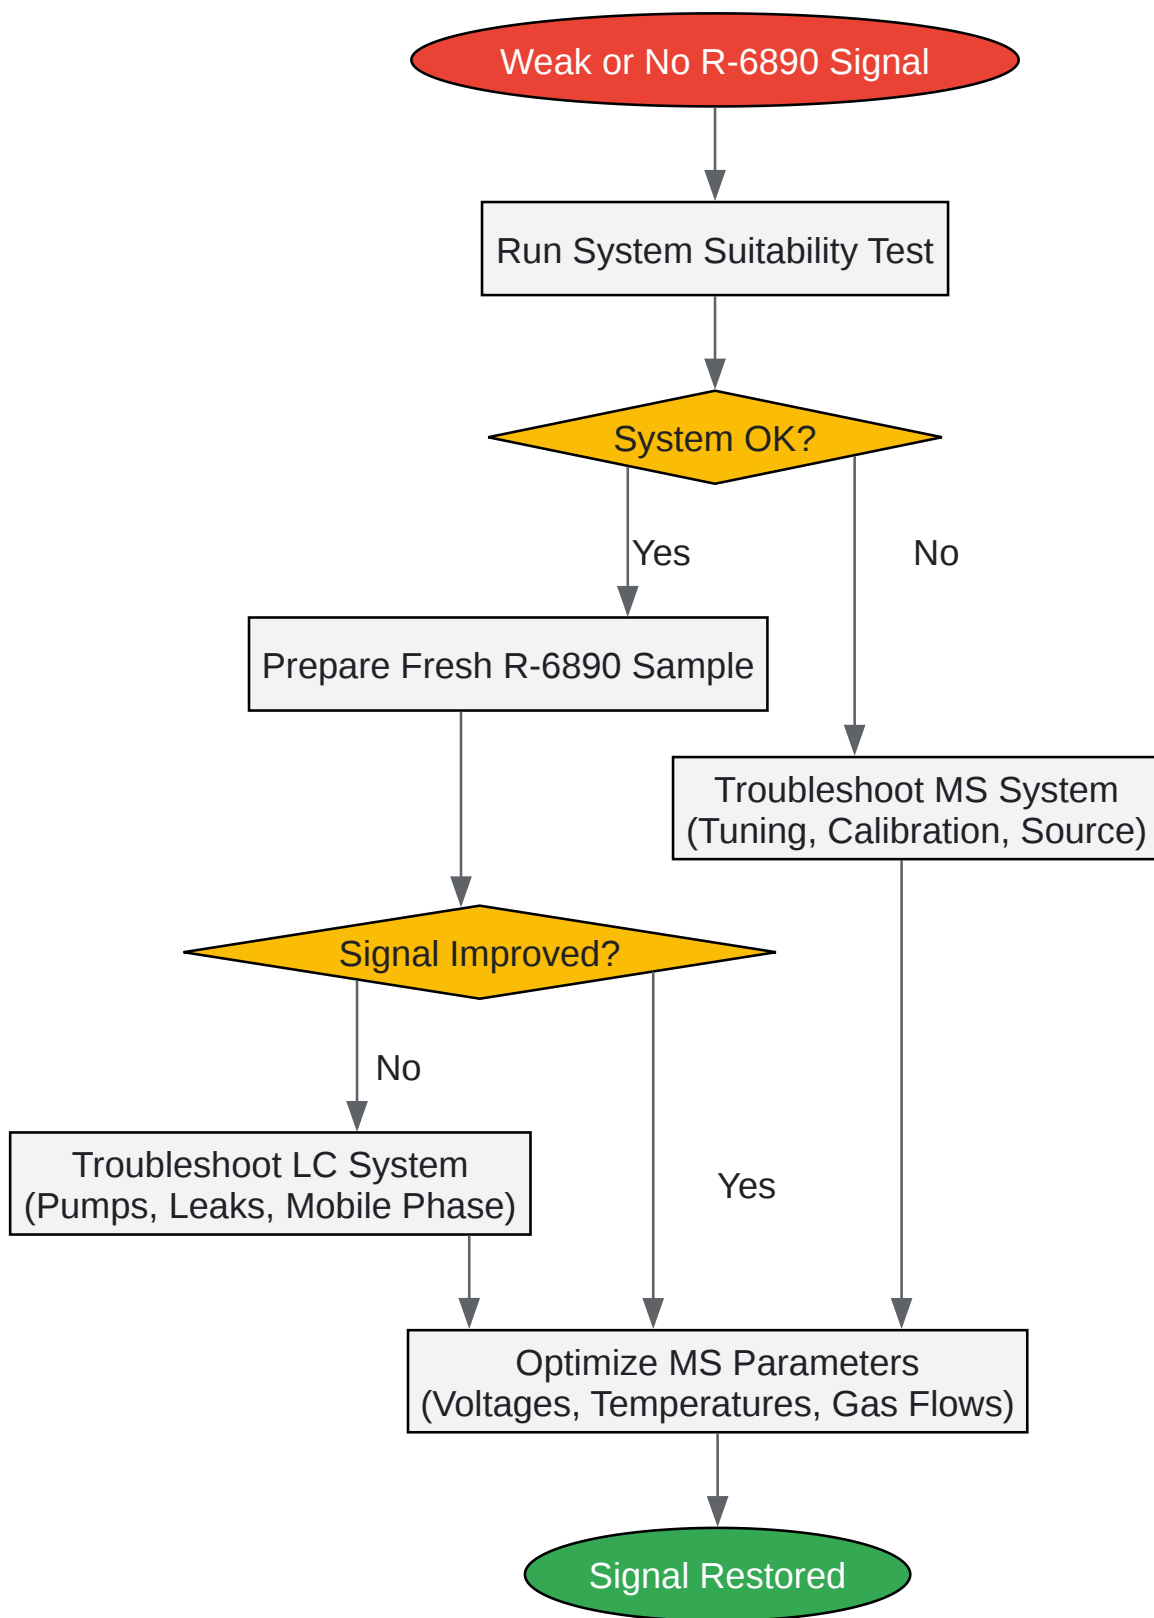 Weak or No R-6890 Signal
Run System Suitability Test
System OK?
Yes
No
Prepare Fresh R-6890 Sample
Troubleshoot MS System
(Tuning, Calibration, Source)
Signal Improved?
No
Troubleshoot LC System
(Pumps, Leaks, Mobile Phase)
Yes
Optimize MS Parameters
(Voltages, Temperatures, Gas Flows)
Signal Restored